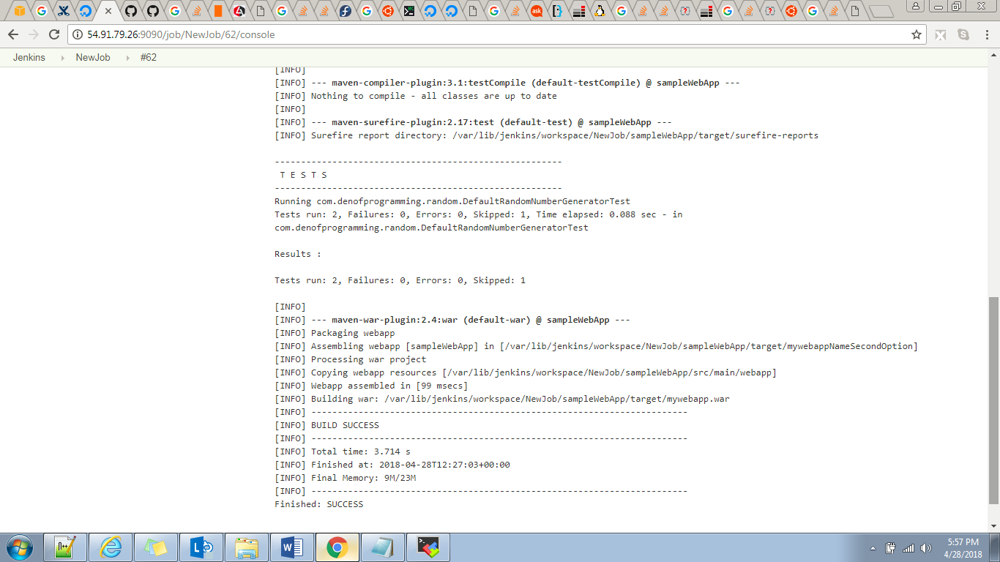 54.91.79.26:9090/job/NewJob/62/console
Jenkins NewJob #62
[INFO]
[INFO] --- maven-compiler-plugin:3.1:testCompile (default-testCompile) @ sampleWebApp ---
[INFO] Nothing to compile - all classes are up to date
[INFO]
[INFO] --- maven-surefire-plugin:2.17:test (default-test) @ sampleWebApp ---
[INFO] Surefire report directory: /var/lib/jenkins/workspace/NewJob/sampleWebApp/target/surefire-reports
-------------------------------------------------------
T E S T S
-------------------------------------------------------
Running com.denofprogramming.random.DefaultRandomNumberGeneratorTest
Tests run: 2, Failures: 0, Errors: 0, Skipped: 1, Time elapsed: 0.088 sec - in
com.denofprogramming.random.DefaultRandomNumberGeneratorTest
Results :
Tests run: 2, Failures: 0, Errors: 0, Skipped: 1
[INFO]
[INFO] --- maven-war-plugin:2.4:war (default-war) @ sampleWebApp ---
[INFO] Packaging webapp
[INFO] Assembling webapp [sampleWebApp] in [/var/lib/jenkins/workspace/NewJob/sampleWebApp/target/mywebappNameSecondOption]
[INFO] Processing war project
[INFO] Copying webapp resources [/var/lib/jenkins/workspace/NewJob/sampleWebApp/src/main/webapp]
[INFO] Webapp assembled in [99 msecs]
[INFO] Building war: /var/lib/jenkins/workspace/NewJob/sampleWebApp/target/mywebapp.war
[INFO] ------------------------------------------------------------------------
[INFO] BUILD SUCCESS
[INFO] ------------------------------------------------------------------------
[INFO] Total time: 3.714 s
[INFO] Finished at: 2018-04-28T12:27:03+00:00
[INFO] Final Memory: 9M/23M
[INFO] ------------------------------------------------------------------------
Finished: SUCCESS
5:57 PM
4/28/2018